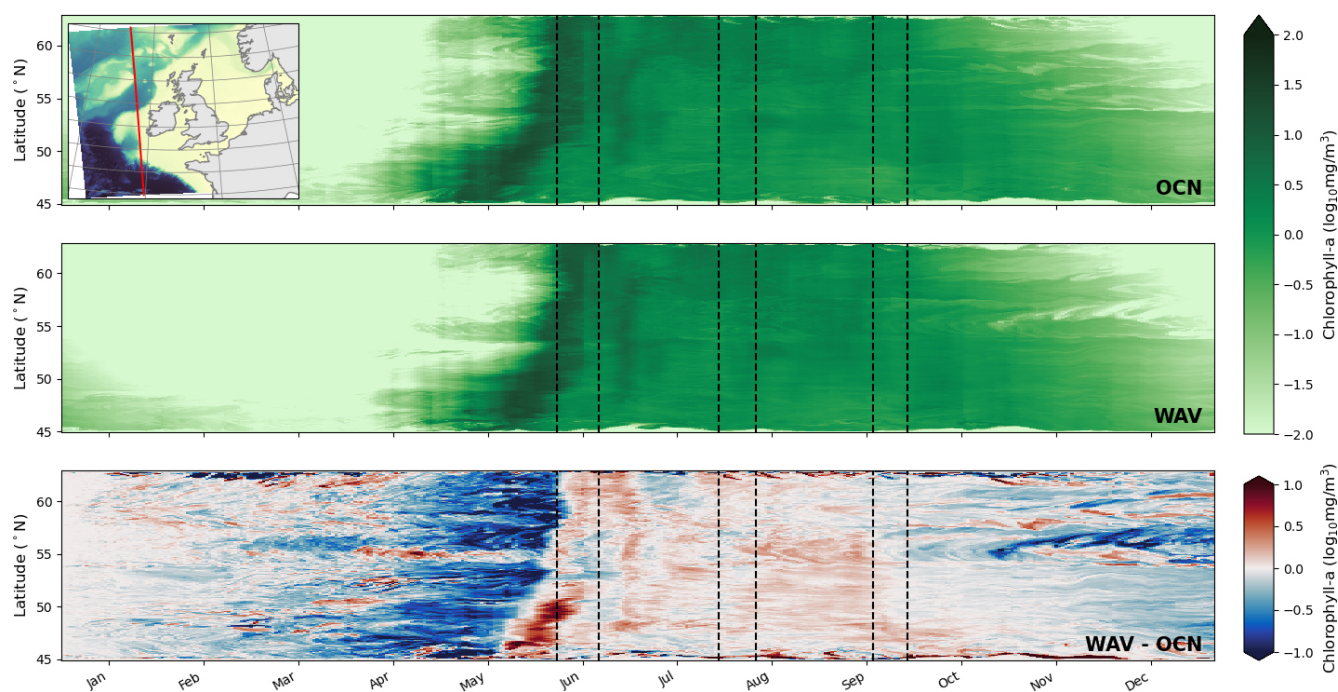 Latitude (°N)
60
55
50
45
OCN
Latitude (°N)
60
55
50
45
WAV
Latitude (°N)
60
55
50
45
WAV - OCN
Jan Feb Mar Apr May Jun Jul Aug Sep Oct Nov Dec
2.0
1.5
1.0
0.5
0.0
−0.5
−1.0
−1.5
−2.0
Chlorophyll-a (log₁₀mg/m³)
1.0
0.5
0.0
−0.5
−1.0
Chlorophyll-a (log₁₀mg/m³)